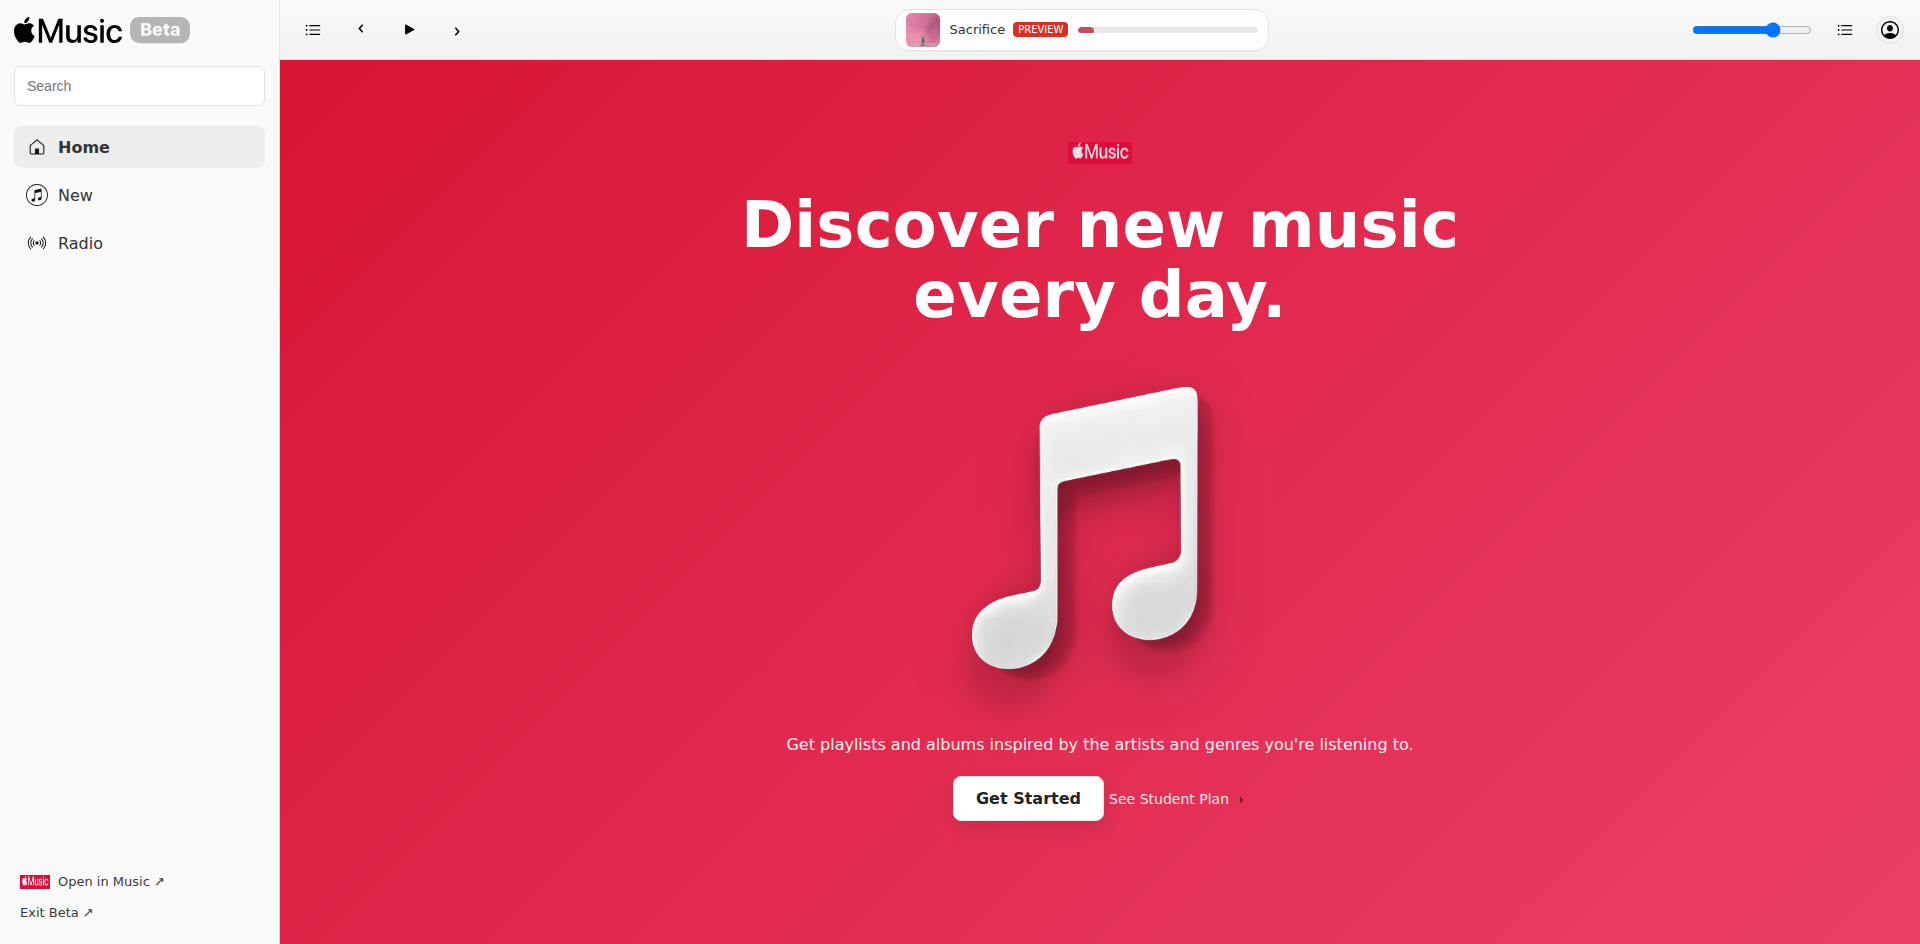 Music Beta
Search
Home
New
Radio
Open in Music ↗
Exit Beta ↗
Sacrifice PREVIEW
Music
Discover new music
every day.
Get playlists and albums inspired by the artists and genres you're listening to.
Get Started See Student Plan ›